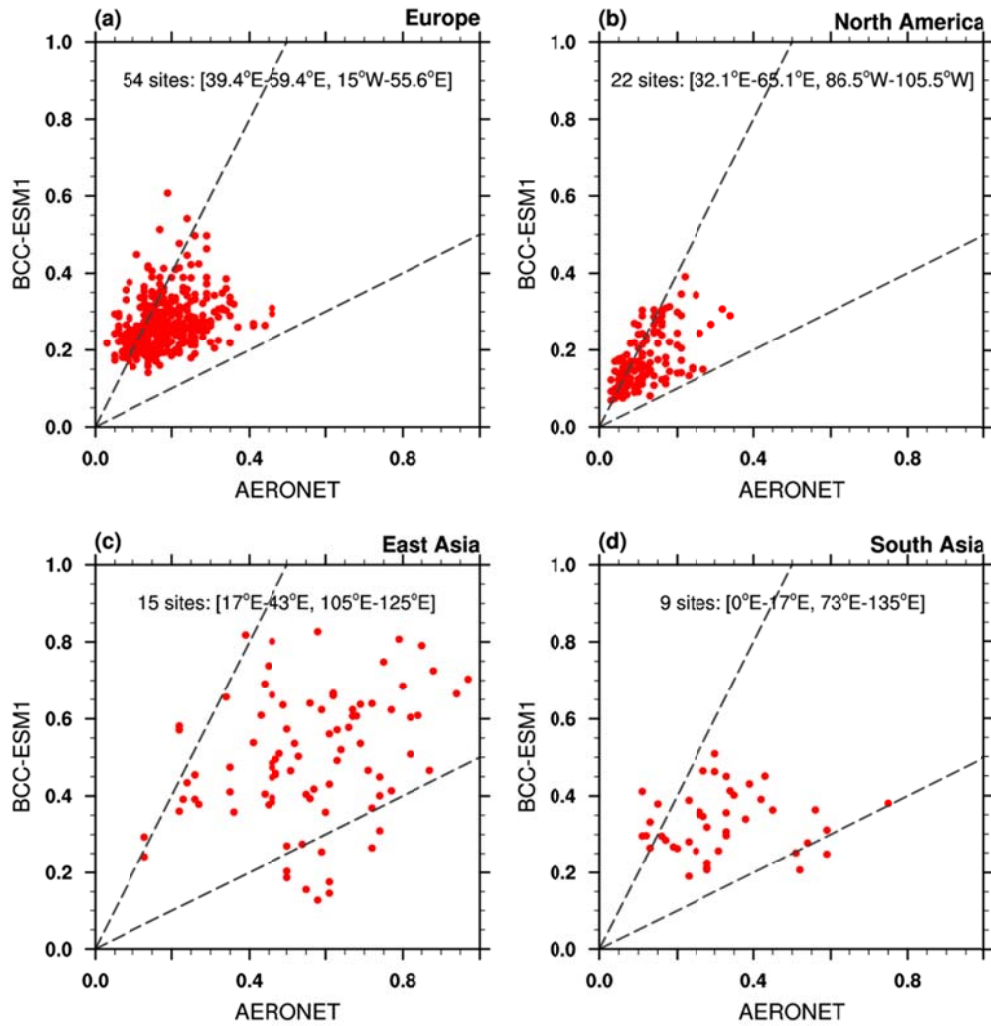 (a) Europe
1.0
54 sites: [39.4°E-59.4°E, 15°W-55.6°E]
0.8
0.6
BCC-ESM1
0.4
0.2
0.0
0.0 0.4 0.8
AERONET
(b) North America
1.0
22 sites: [32.1°E-65.1°E, 86.5°W-105.5°W]
0.8
0.6
BCC-ESM1
0.4
0.2
0.0
0.0 0.4 0.8
AERONET
(c) East Asia
1.0
15 sites: [17°E-43°E, 105°E-125°E]
0.8
0.6
BCC-ESM1
0.4
0.2
0.0
0.0 0.4 0.8
AERONET
(d) South Asia
1.0
9 sites: [0°E-17°E, 73°E-135°E]
0.8
0.6
BCC-ESM1
0.4
0.2
0.0
0.0 0.4 0.8
AERONET